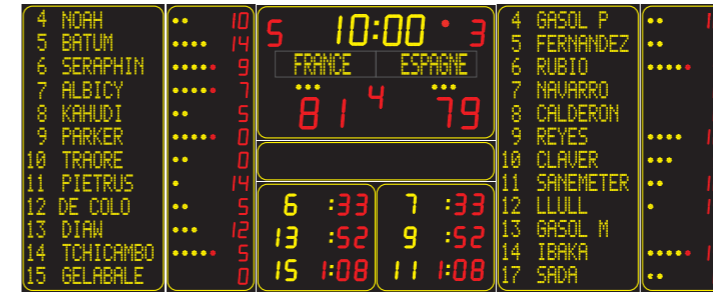 4 NOAH 10
5 BATUM 14
6 SERAPHIN 9
7 ALBICY 7
8 KAHUDI 5
9 PARKER 0
10 TRAORE 0
11 PIETRUS 14
12 DE COLO 5
13 DIAW 12
14 TCHICAMBO 5
15 GELABALE 0
5 10:00 3
FRANCE ESPAGNE
81 4 79
6 :33 7 :33
13 :52 9 :52
15 1:08 11 1:08
4 GASOL P
5 FERNANDEZ
6 RUBIO
7 NAVARRO
8 CALDERON
9 REYES
10 CLAVER
11 SANEMETER
12 LLULL
13 GASOL M
14 IBAKA
17 SADA